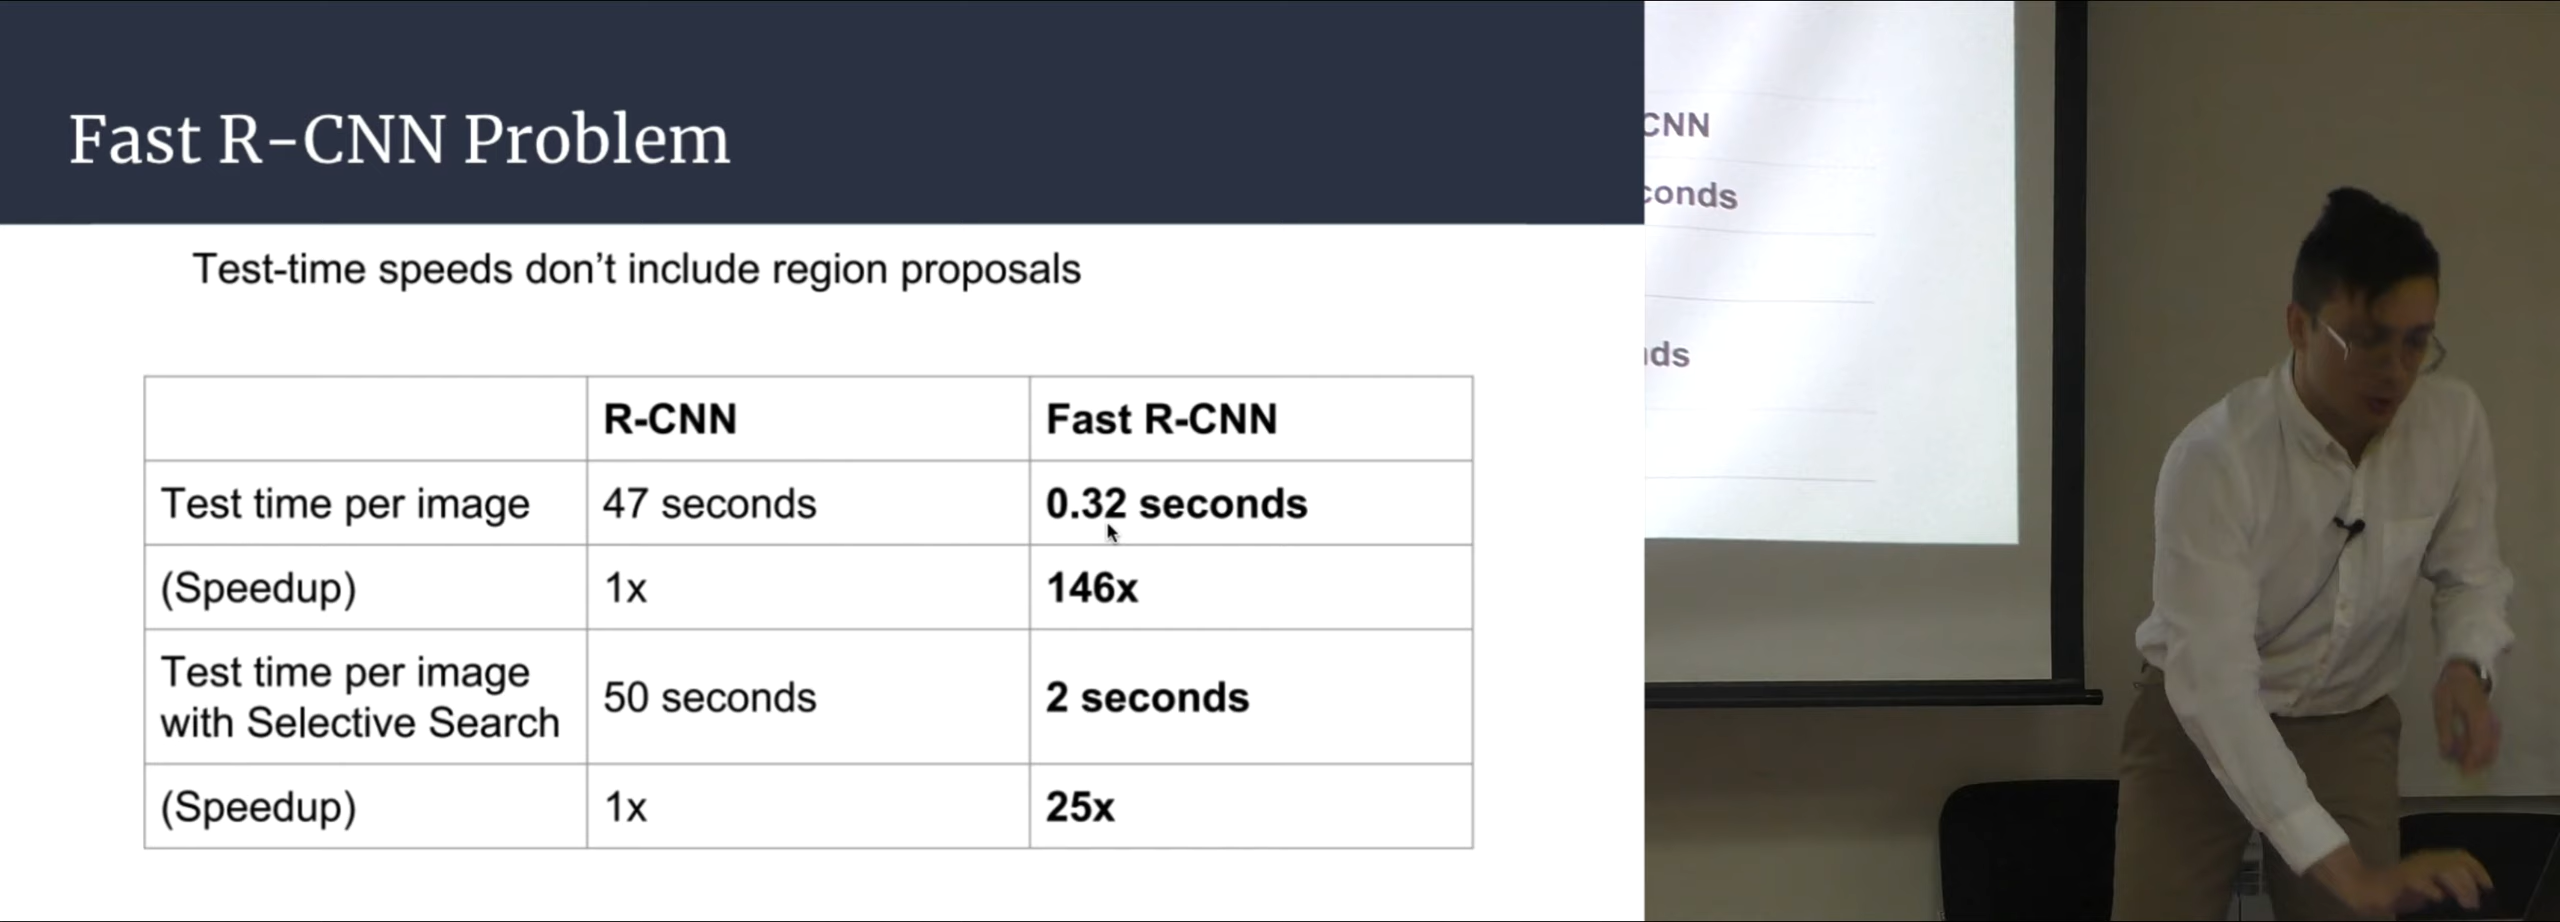 Fast R-CNN Problem
Test-time speeds don't include region proposals
R-CNN Fast R-CNN
Test time per image 47 seconds 0.32 seconds
(Speedup) 1x 146x
Test time per image
with Selective Search 50 seconds 2 seconds
(Speedup) 1x 25x
CNN
conds
ds